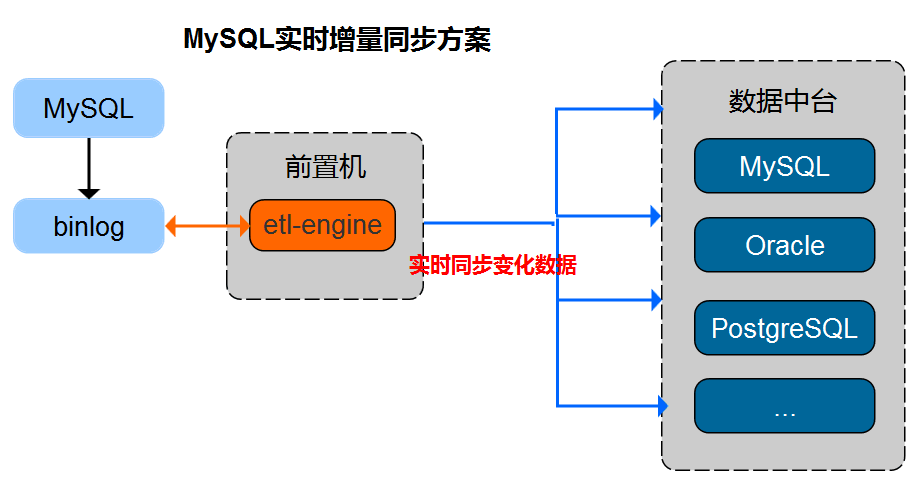 MySQL实时增量同步方案
MySQL
binlog
前置机
etl-engine
实时同步变化数据
数据中台
MySQL
Oracle
PostgreSQL
...